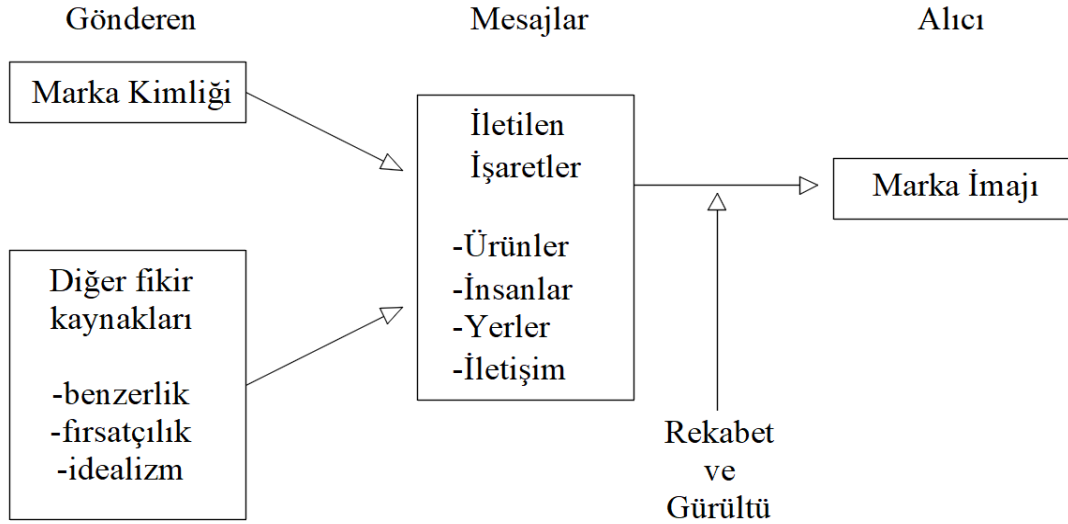 Gönderen
Mesajlar
Alıcı
Marka Kimliği
Diğer fikir
kaynakları
-benzerlik
-fırsatçılık
-idealizm
İletilen
İşaretler
-Ürünler
-İnsanlar
-Yerler
-İletişim
Rekabet
ve
Gürültü
Marka İmajı